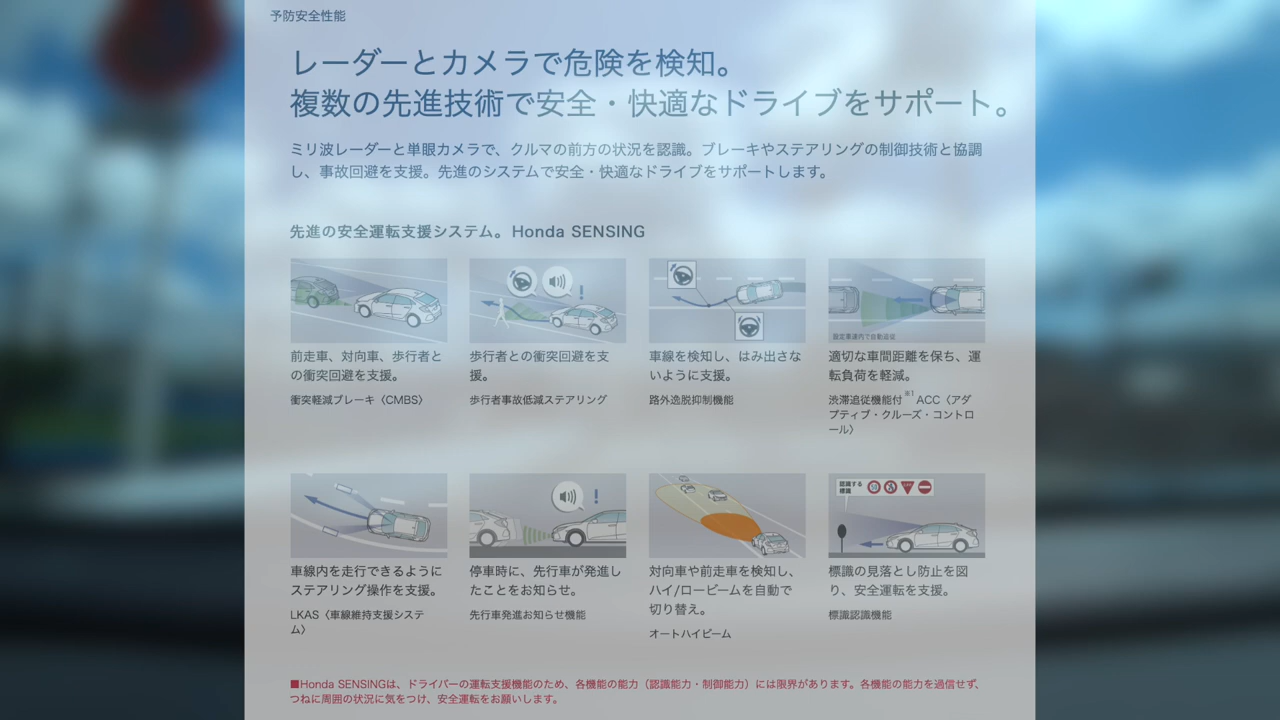 予防安全性能
レーダーとカメラで危険を検知。
複数の先進技術で安全・快適なドライブをサポート。
ミリ波レーダーと単眼カメラで、クルマの前方の状況を認識。ブレーキやステアリングの制御技術と協調
し、事故回避を支援。先進のシステムで安全・快適なドライブをサポートします。
先進の安全運転支援システム。Honda SENSING
設定車速内で自動追従
前走車、対向車、歩行者と
の衝突回避を支援。
衝突軽減ブレーキ〈CMBS〉
歩行者との衝突回避を支
援。
歩行者事故低減ステアリング
車線を検知し、はみ出さな
いように支援。
路外逸脱抑制機能
適切な車間距離を保ち、運
転負荷を軽減。
渋滞追従機能付※1 ACC〈アダ
プティブ・クルーズ・コントロ
ール〉
認識する
標識
車線内を走行できるように
ステアリング操作を支援。
LKAS〈車線維持支援システ
ム〉
停車時に、先行車が発進し
たことをお知らせ。
先行車発進お知らせ機能
対向車や前走車を検知し、
ハイ/ロービームを自動で
切り替え。
オートハイビーム
標識の見落とし防止を図
り、安全運転を支援。
標識認識機能
■Honda SENSINGは、ドライバーの運転支援機能のため、各機能の能力（認識能力・制御能力）には限界があります。各機能の能力を過信せず、
つねに周囲の状況に気をつけ、安全運転をお願いします。